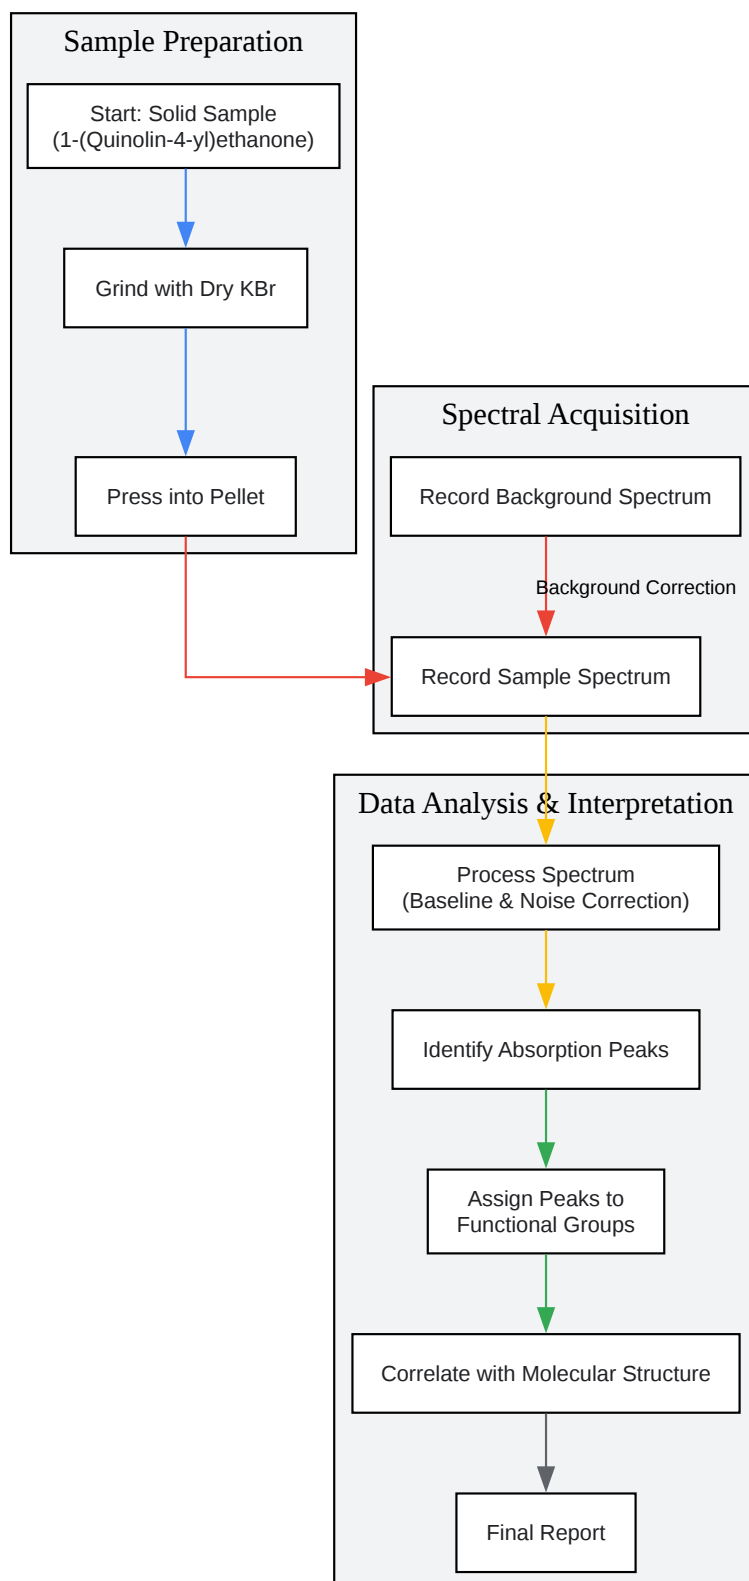 Sample Preparation
Start: Solid Sample
(1-(Quinolin-4-yl)ethanone)
Grind with Dry KBr
Press into Pellet
Spectral Acquisition
Record Background Spectrum
Background Correction
Record Sample Spectrum
Data Analysis & Interpretation
Process Spectrum
(Baseline & Noise Correction)
Identify Absorption Peaks
Assign Peaks to
Functional Groups
Correlate with Molecular Structure
Final Report